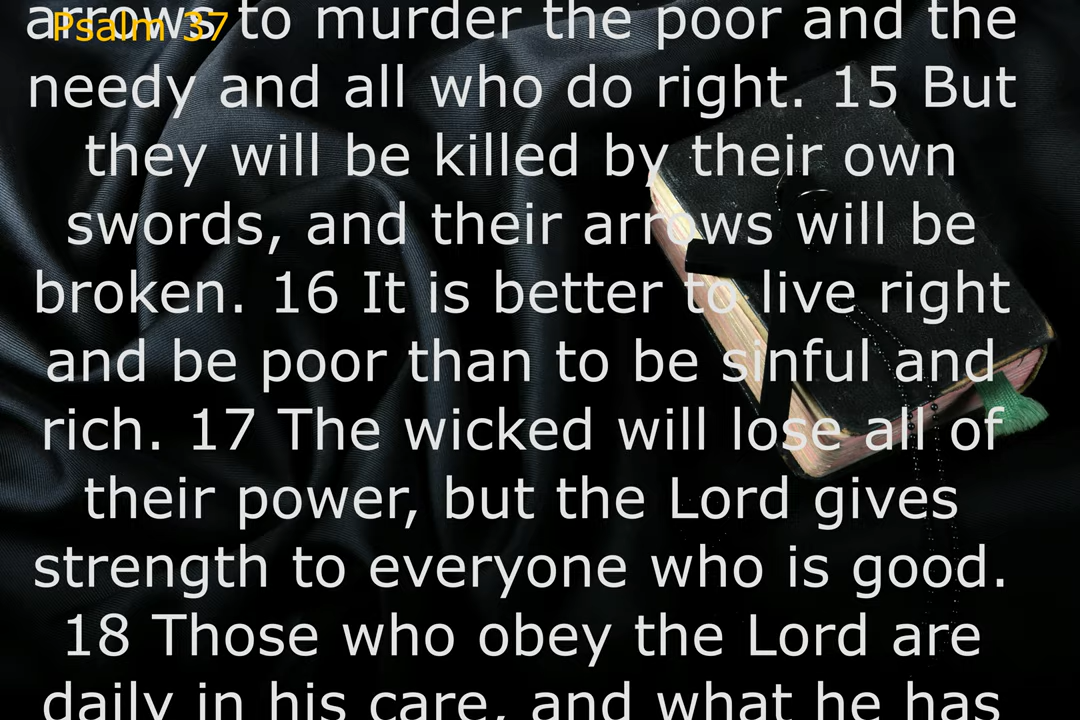 Psalm 37
arrows to murder the poor and the
needy and all who do right. 15 But
they will be killed by their own
swords, and their arrows will be
broken. 16 It is better to live right
and be poor than to be sinful and
rich. 17 The wicked will lose all of
their power, but the Lord gives
strength to everyone who is good.
18 Those who obey the Lord are
daily in his care, and what he has